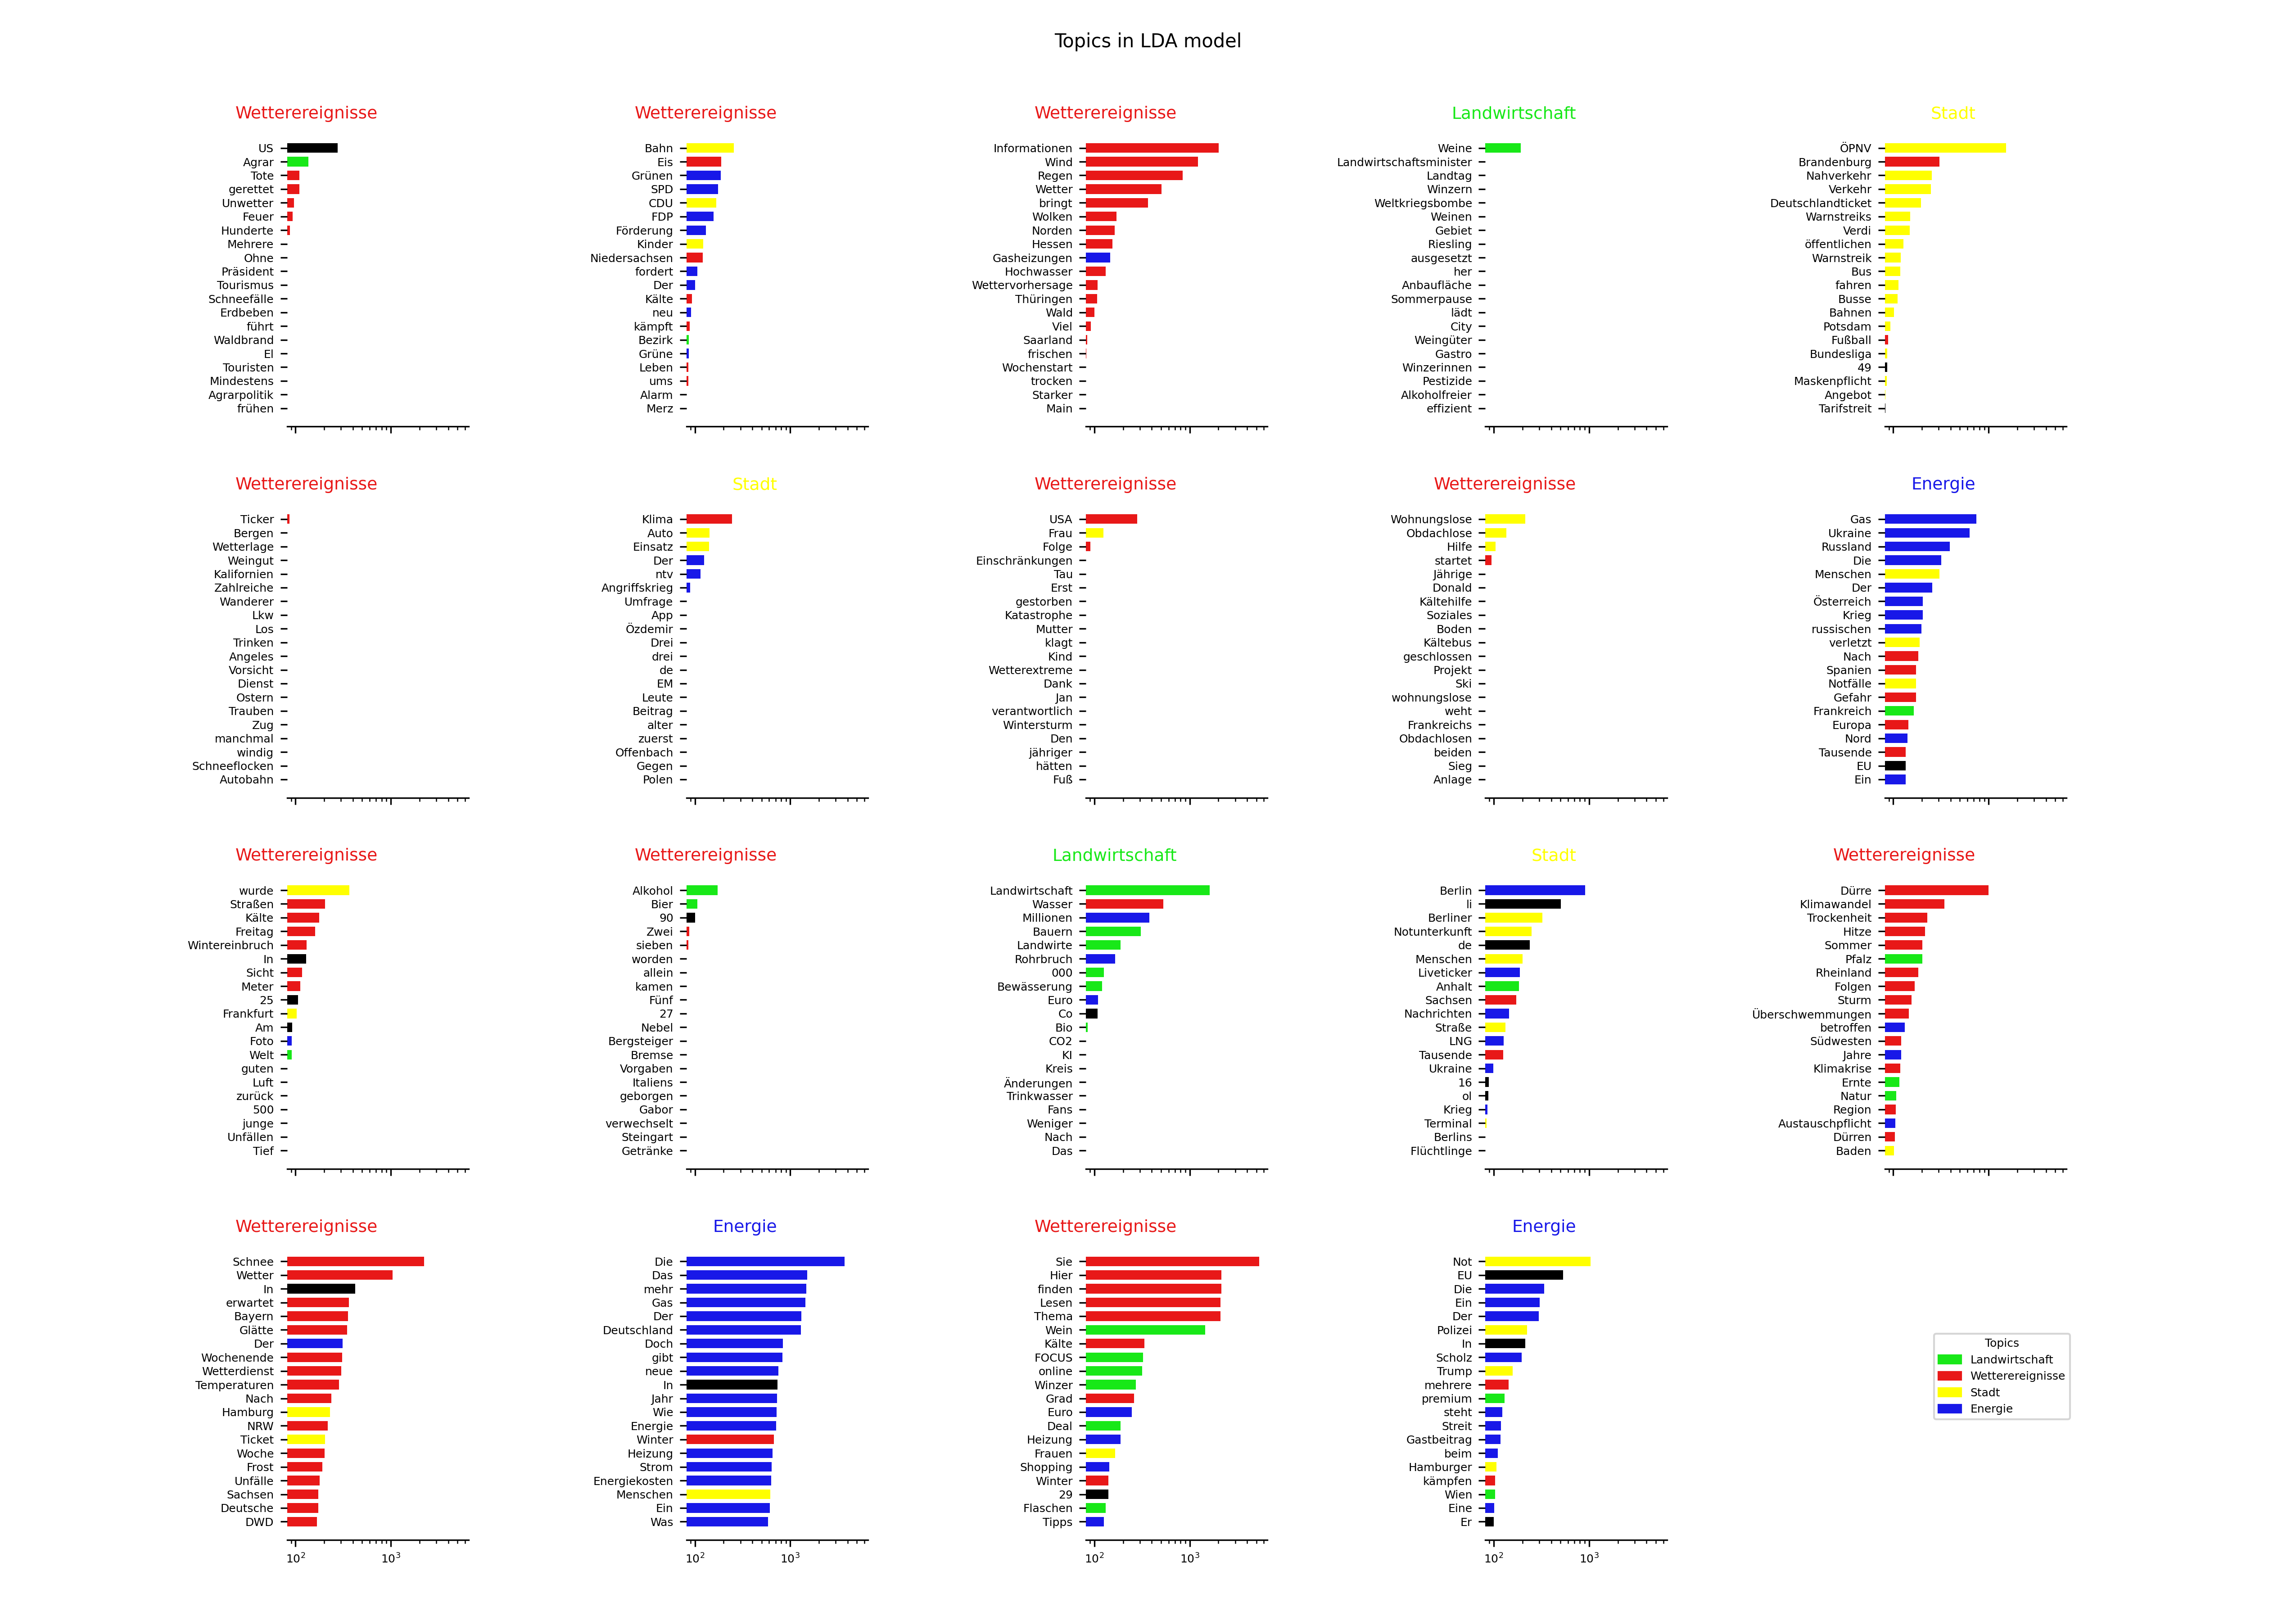 Topics in LDA model
Wetterereignisse
US
Agrar
Tote
gerettet
Unwetter
Feuer
Hunderte
Mehrere
Ohne
Präsident
Tourismus
Schneefälle
Erdbeben
führt
Waldbrand
El
Touristen
Mindestens
Agrarpolitik
frühen
Wetterereignisse
Bahn
Eis
Grünen
SPD
CDU
FDP
Förderung
Kinder
Niedersachsen
fordert
Der
Kälte
neu
kämpft
Bezirk
Grüne
Leben
ums
Alarm
Merz
Wetterereignisse
Informationen
Wind
Regen
Wetter
bringt
Wolken
Norden
Hessen
Gasheizungen
Hochwasser
Wettervorhersage
Thüringen
Wald
Viel
Saarland
frischen
Wochenstart
trocken
Starker
Main
Landwirtschaft
Weine
Landwirtschaftsminister
Landtag
Winzern
Weltkriegsbombe
Weinen
Gebiet
Riesling
ausgesetzt
her
Anbaufläche
Sommerpause
lädt
City
Weingüter
Gastro
Winzerinnen
Pestizide
Alkoholfreier
effizient
Stadt
ÖPNV
Brandenburg
Nahverkehr
Verkehr
Deutschlandticket
Warnstreiks
Verdi
öffentlichen
Warnstreik
Bus
fahren
Busse
Bahnen
Potsdam
Fußball
Bundesliga
49
Maskenpflicht
Angebot
Tarifstreit
Wetterereignisse
Ticker
Bergen
Wetterlage
Weingut
Kalifornien
Zahlreiche
Wanderer
Lkw
Los
Trinken
Angeles
Vorsicht
Dienst
Ostern
Trauben
Zug
manchmal
windig
Schneeflocken
Autobahn
Stadt
Klima
Auto
Einsatz
Der
ntv
Angriffskrieg
Umfrage
App
Özdemir
Drei
drei
de
EM
Leute
Beitrag
alter
zuerst
Offenbach
Gegen
Polen
Wetterereignisse
USA
Frau
Folge
Einschränkungen
Tau
Erst
gestorben
Katastrophe
Mutter
klagt
Kind
Wetterextreme
Dank
Jan
verantwortlich
Wintersturm
Den
jähriger
hätten
Fuß
Wetterereignisse
Wohnungslose
Obdachlose
Hilfe
startet
Jährige
Donald
Kältehilfe
Soziales
Boden
Kältebus
geschlossen
Projekt
Ski
wohnungslose
weht
Frankreichs
Obdachlosen
beiden
Sieg
Anlage
Energie
Gas
Ukraine
Russland
Die
Menschen
Der
Österreich
Krieg
russischen
verletzt
Nach
Spanien
Notfälle
Gefahr
Frankreich
Europa
Nord
Tausende
EU
Ein
Wetterereignisse
wurde
Straßen
Kälte
Freitag
Wintereinbruch
In
Sicht
Meter
25
Frankfurt
Am
Foto
Welt
guten
Luft
zurück
500
junge
Unfällen
Tief
Wetterereignisse
Alkohol
Bier
90
Zwei
sieben
worden
allein
kamen
Fünf
27
Nebel
Bergsteiger
Bremse
Vorgaben
Italiens
geborgen
Gabor
verwechselt
Steingart
Getränke
Landwirtschaft
Landwirtschaft
Wasser
Millionen
Bauern
Landwirte
Rohrbruch
000
Bewässerung
Euro
Co
Bio
CO2
KI
Kreis
Änderungen
Trinkwasser
Fans
Weniger
Nach
Das
Stadt
Berlin
li
Berliner
Notunterkunft
de
Menschen
Liveticker
Anhalt
Sachsen
Nachrichten
Straße
LNG
Tausende
Ukraine
16
ol
Krieg
Terminal
Berlins
Flüchtlinge
Wetterereignisse
Dürre
Klimawandel
Trockenheit
Hitze
Sommer
Pfalz
Rheinland
Folgen
Sturm
Überschwemmungen
betroffen
Südwesten
Jahre
Klimakrise
Ernte
Natur
Region
Austauschpflicht
Dürren
Baden
Wetterereignisse
Schnee
Wetter
In
erwartet
Bayern
Glätte
Der
Wochenende
Wetterdienst
Temperaturen
Nach
Hamburg
NRW
Ticket
Woche
Frost
Unfälle
Sachsen
Deutsche
DWD
10² 10³
Energie
Die
Das
mehr
Gas
Der
Deutschland
Doch
gibt
neue
In
Jahr
Wie
Energie
Winter
Heizung
Strom
Energiekosten
Menschen
Ein
Was
10² 10³
Wetterereignisse
Sie
Hier
finden
Lesen
Thema
Wein
Kälte
FOCUS
online
Winzer
Grad
Euro
Deal
Heizung
Frauen
Shopping
Winter
29
Flaschen
Tipps
10² 10³
Energie
Not
EU
Die
Ein
Der
Polizei
In
Scholz
Trump
mehrere
premium
steht
Streit
Gastbeitrag
beim
Hamburger
kämpfen
Wien
Eine
Er
10² 10³
Topics
Landwirtschaft
Wetterereignisse
Stadt
Energie